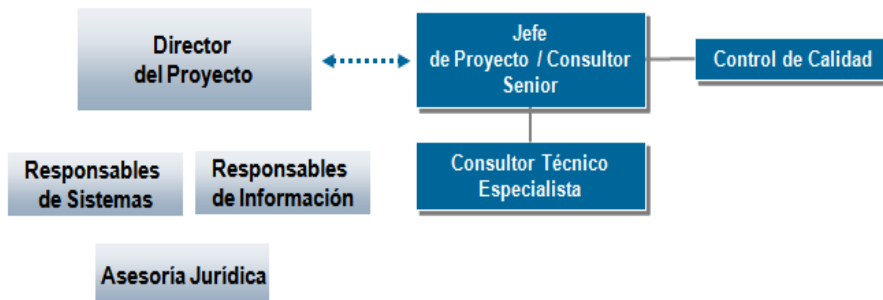 Director
del Proyecto
Jefe
de Proyecto / Consultor
Senior
Control de Calidad
Responsables
de Sistemas
Responsables
de Información
Consultor Técnico
Especialista
Asesoría Jurídica